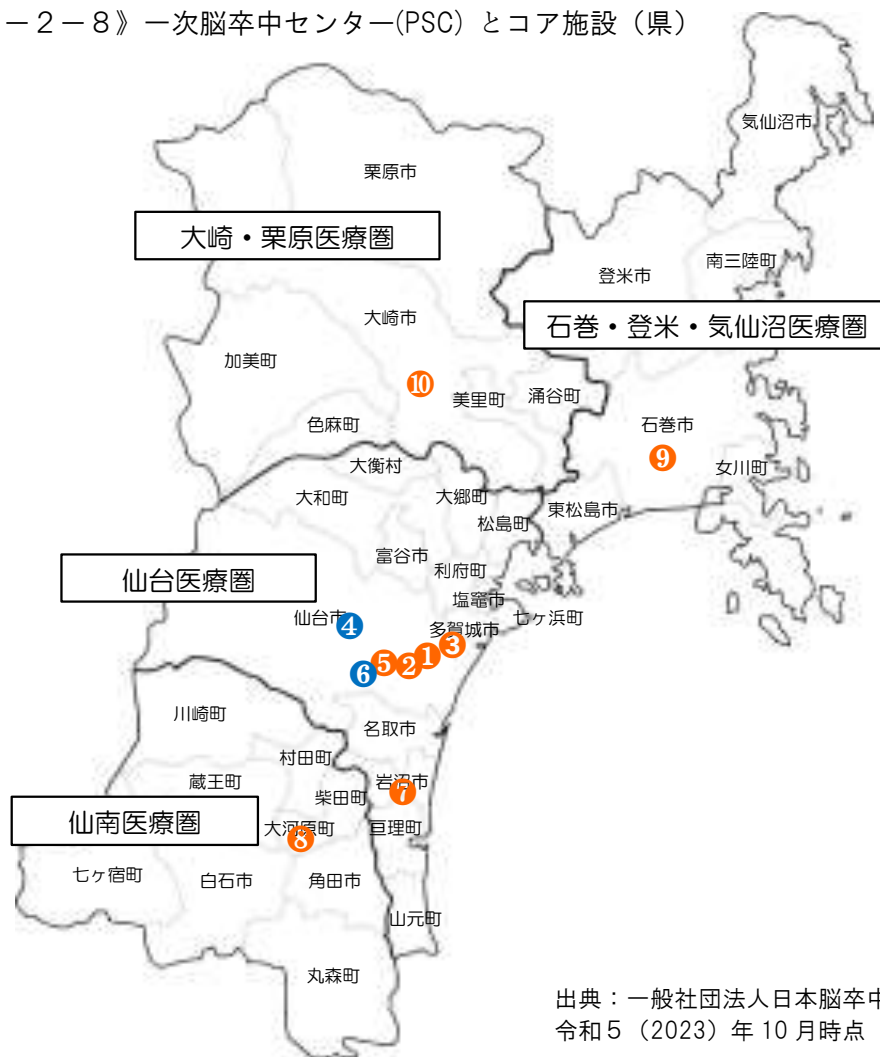 －２－８》一次脳卒中センター(PSC) とコア施設（県）
気仙沼市
栗原市
大崎・栗原医療圏
登米市
南三陸町
大崎市
石巻・登米・気仙沼医療圏
加美町
❿
美里町
涌谷町
色麻町
石巻市
❾
女川町
大衡村
大和町
大郷町
松島町
東松島市
富谷市
利府町
仙台医療圏
塩竈市
七ヶ浜町
仙台市
❹
多賀城市
❸
❶
❷
❺
❻
川崎町
名取市
村田町
蔵王町
柴田町
岩沼市
❼
仙南医療圏
大河原町
❽
亘理町
七ヶ宿町
白石市
角田市
山元町
丸森町
出典：一般社団法人日本脳卒中
令和５（2023）年 10 月時点